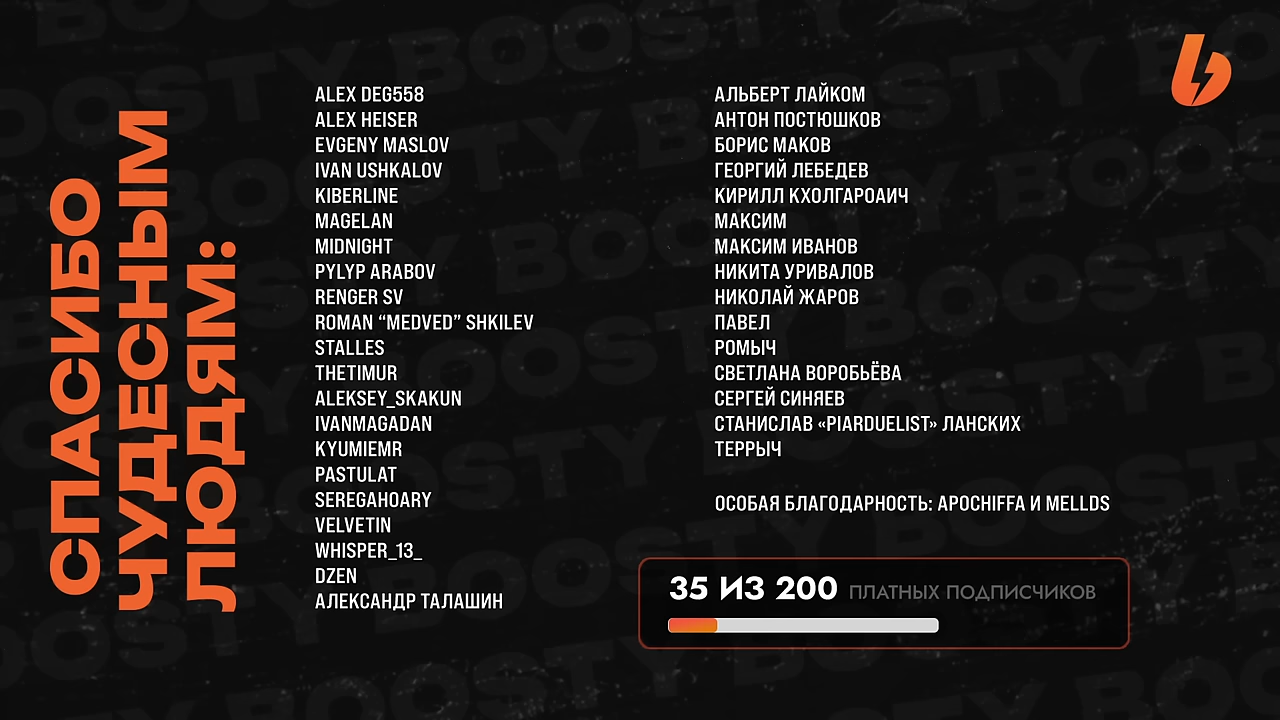 СПАСИБО
ЧУДЕСНЫМ
ЛЮДЯМ:
ALEX DEG558
ALEX HEISER
EVGENY MASLOV
IVAN USHKALOV
KIBERLINE
MAGELAN
MIDNIGHT
PYLYP ARABOV
RENGER SV
ROMAN “MEDVED” SHKILEV
STALLES
THETIMUR
ALEKSEY_SKAKUN
IVANMAGADAN
KYUMIEMR
PASTULAT
SEREGAHOARY
VELVETIN
WHISPER_13_
DZEN
АЛЕКСАНДР ТАЛАШИН
АЛЬБЕРТ ЛАЙКОМ
АНТОН ПОСТЮШКОВ
БОРИС МАКОВ
ГЕОРГИЙ ЛЕБЕДЕВ
КИРИЛЛ КХОЛГАРОАИЧ
МАКСИМ
МАКСИМ ИВАНОВ
НИКИТА УРИВАЛОВ
НИКОЛАЙ ЖАРОВ
ПАВЕЛ
РОМЫЧ
СВЕТЛАНА ВОРОБЬЁВА
СЕРГЕЙ СИНЯЕВ
СТАНИСЛАВ «PIARDUELIST» ЛАНСКИХ
ТЕРРЫЧ
ОСОБАЯ БЛАГОДАРНОСТЬ: APOCHIFFA И MELLDS
35 ИЗ 200 ПЛАТНЫХ ПОДПИСЧИКОВ
BOOSTY BOOSTY BOOSTY